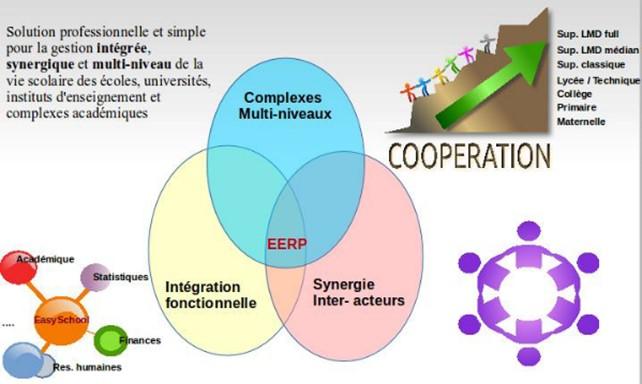 Solution professionnelle et simple
pour la gestion intégrée,
synergique et multi-niveau de la
vie scolaire des écoles, universités,
instituts d'enseignement et
complexes académiques
Sup. LMD full
Sup. LMD médian
Sup. classique
Lycée / Technique
Collège
Primaire
Maternelle
COOPERATION
Complexes
Multi-niveaux
EERP
Intégration
fonctionnelle
Synergie
Inter- acteurs
Académique
Statistiques
EasySchool
....
Finances
Res. humaines